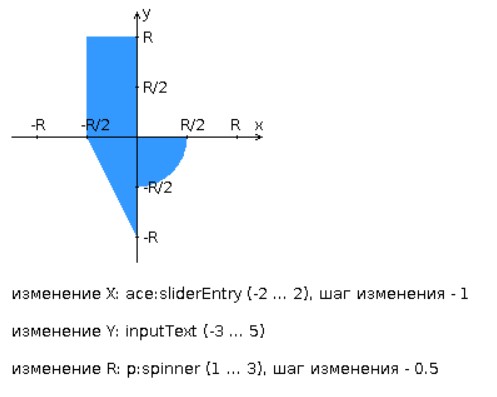 y
R
R/2
-R
-R/2
R/2
R
x
-R/2
-R
изменение X: ace:sliderEntry (-2 ... 2), шаг изменения - 1
изменение Y: inputText (-3 ... 5)
изменение R: p:spinner (1 ... 3), шаг изменения - 0.5